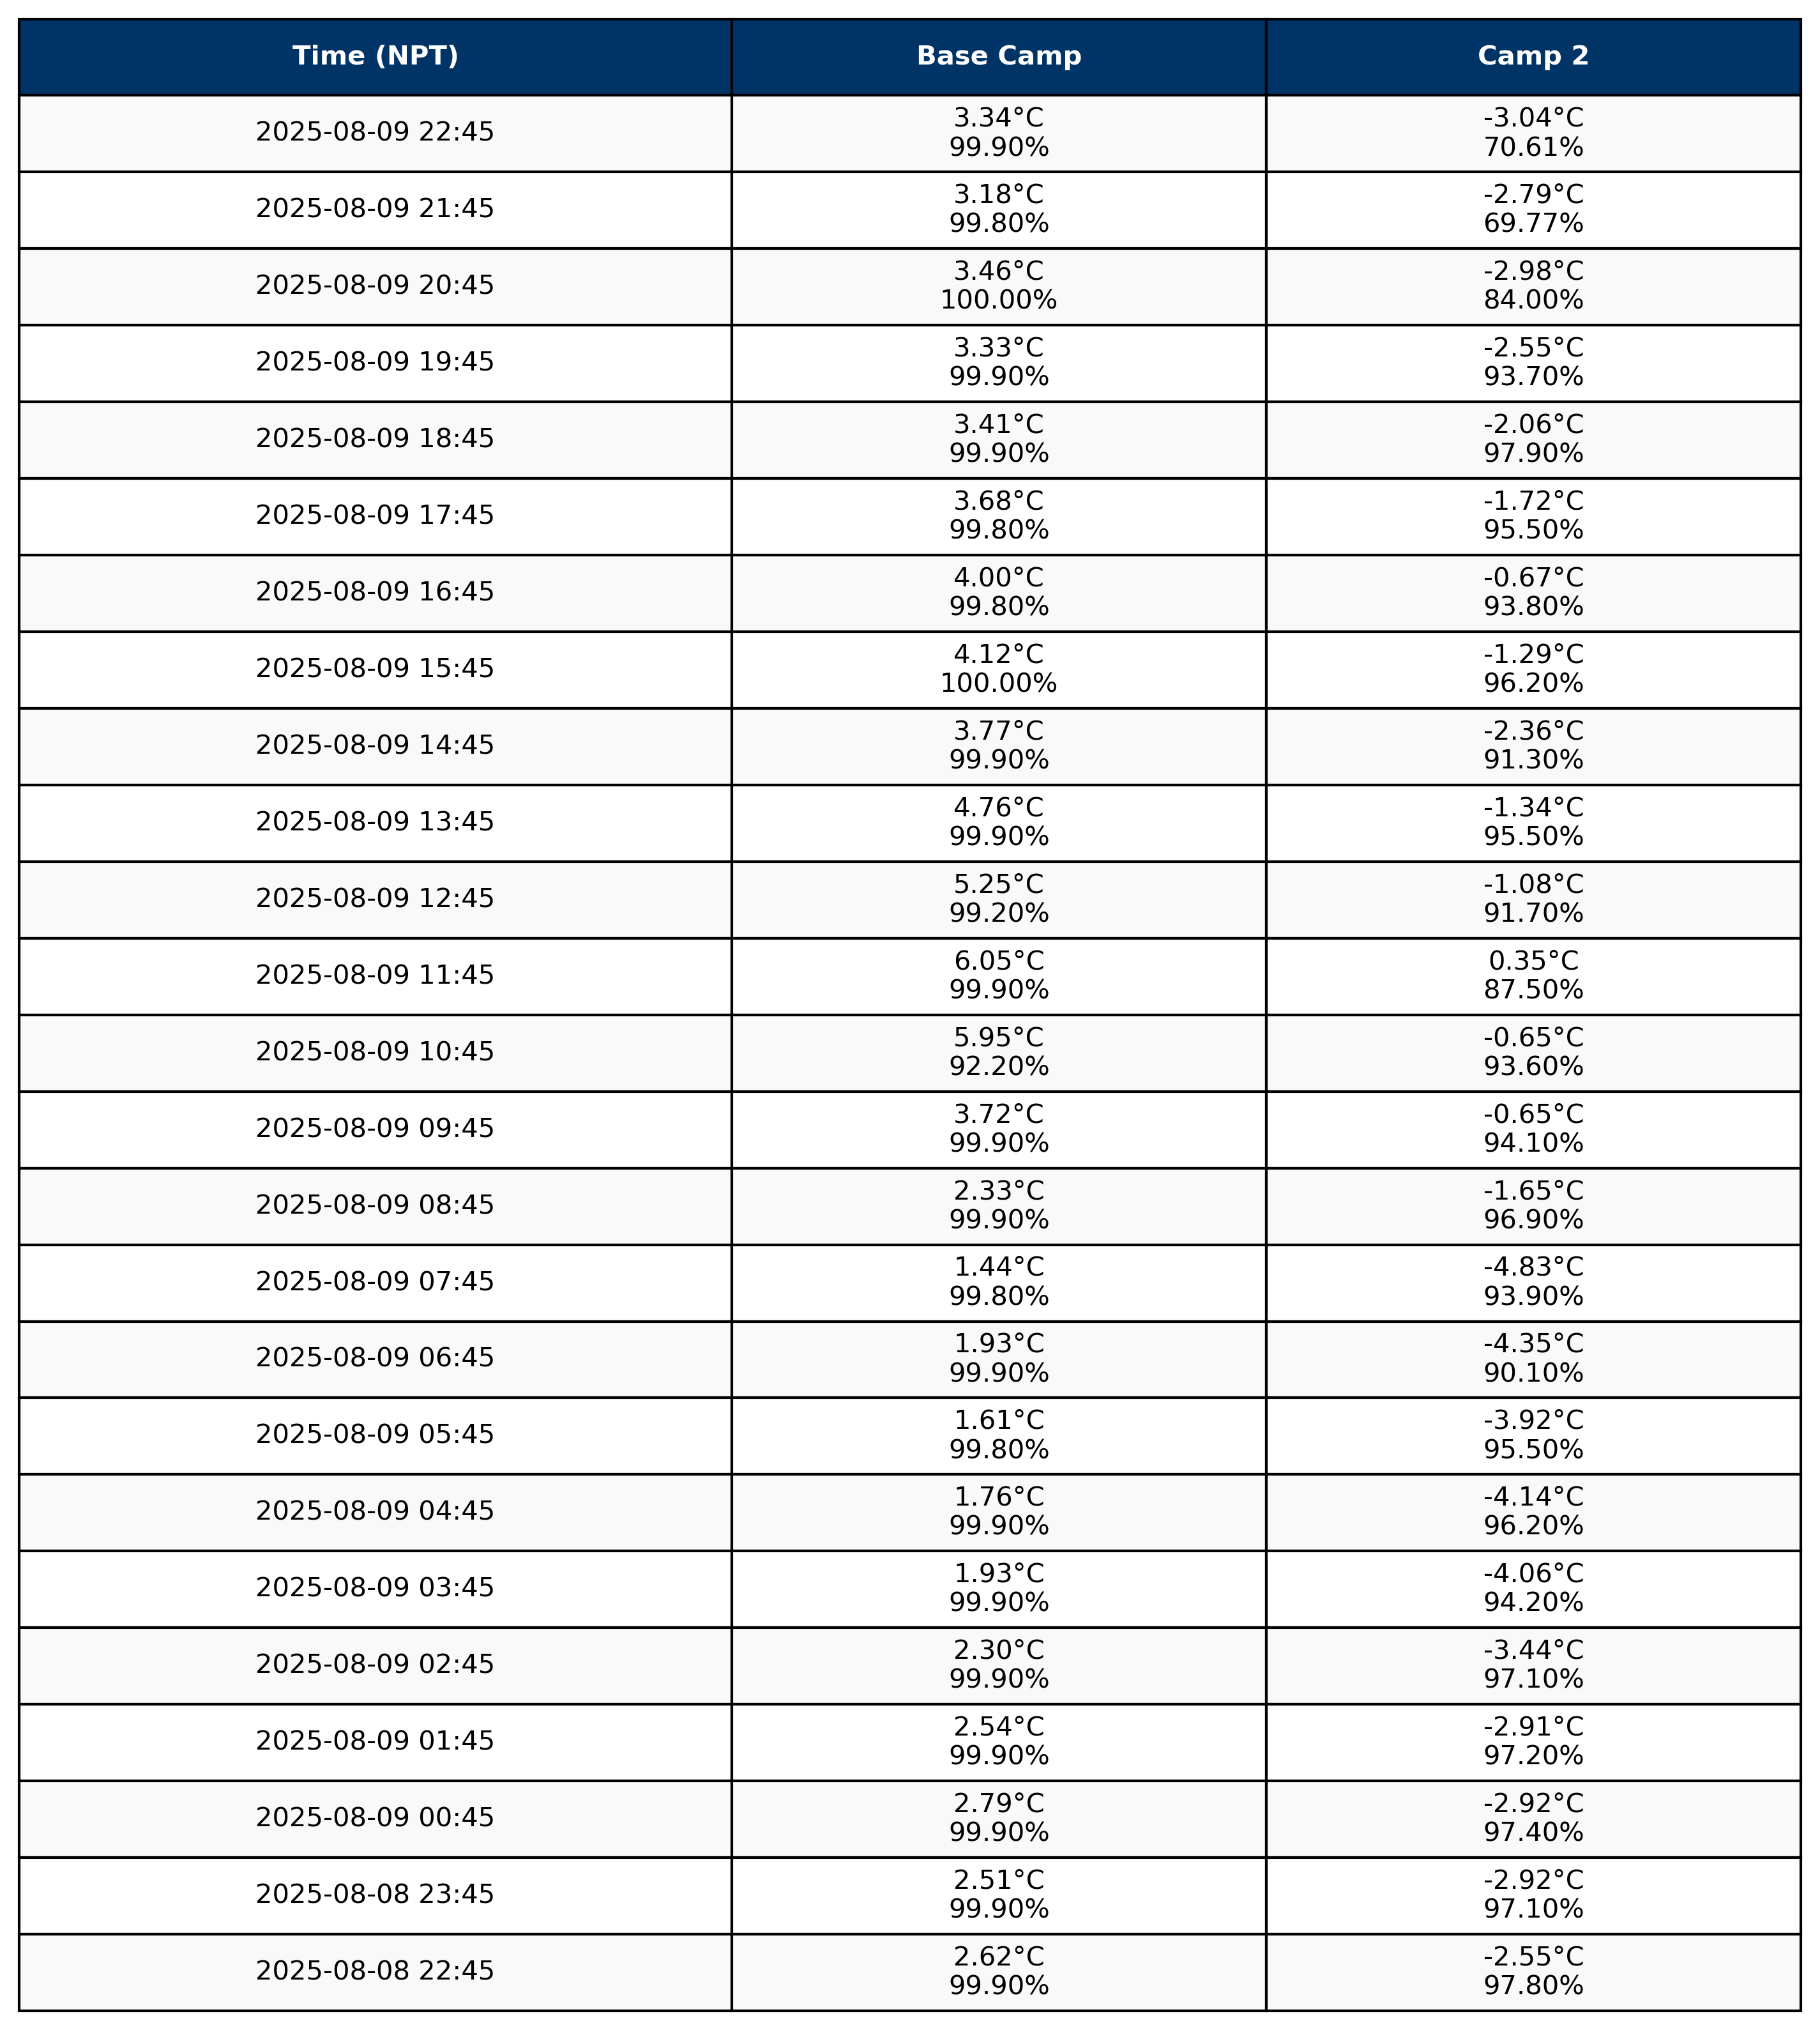 Time (NPT) Base Camp Camp 2
2025-08-09 22:45 3.34°C -3.04°C
99.90% 70.61%
2025-08-09 21:45 3.18°C -2.79°C
99.80% 69.77%
2025-08-09 20:45 3.46°C -2.98°C
100.00% 84.00%
2025-08-09 19:45 3.33°C -2.55°C
99.90% 93.70%
2025-08-09 18:45 3.41°C -2.06°C
99.90% 97.90%
2025-08-09 17:45 3.68°C -1.72°C
99.80% 95.50%
2025-08-09 16:45 4.00°C -0.67°C
99.80% 93.80%
2025-08-09 15:45 4.12°C -1.29°C
100.00% 96.20%
2025-08-09 14:45 3.77°C -2.36°C
99.90% 91.30%
2025-08-09 13:45 4.76°C -1.34°C
99.90% 95.50%
2025-08-09 12:45 5.25°C -1.08°C
99.20% 91.70%
2025-08-09 11:45 6.05°C 0.35°C
99.90% 87.50%
2025-08-09 10:45 5.95°C -0.65°C
92.20% 93.60%
2025-08-09 09:45 3.72°C -0.65°C
99.90% 94.10%
2025-08-09 08:45 2.33°C -1.65°C
99.90% 96.90%
2025-08-09 07:45 1.44°C -4.83°C
99.80% 93.90%
2025-08-09 06:45 1.93°C -4.35°C
99.90% 90.10%
2025-08-09 05:45 1.61°C -3.92°C
99.80% 95.50%
2025-08-09 04:45 1.76°C -4.14°C
99.90% 96.20%
2025-08-09 03:45 1.93°C -4.06°C
99.90% 94.20%
2025-08-09 02:45 2.30°C -3.44°C
99.90% 97.10%
2025-08-09 01:45 2.54°C -2.91°C
99.90% 97.20%
2025-08-09 00:45 2.79°C -2.92°C
99.90% 97.40%
2025-08-08 23:45 2.51°C -2.92°C
99.90% 97.10%
2025-08-08 22:45 2.62°C -2.55°C
99.90% 97.80%